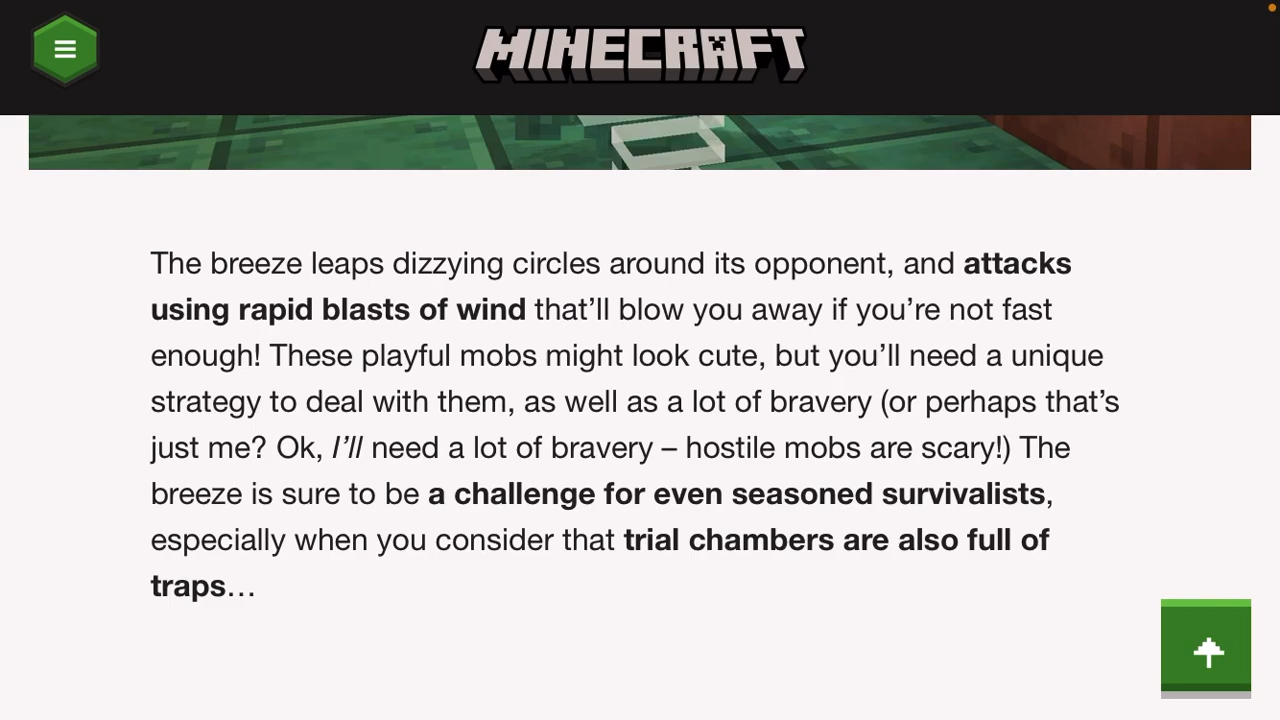 MINECRAFT
The breeze leaps dizzying circles around its opponent, and attacks
using rapid blasts of wind that’ll blow you away if you’re not fast
enough! These playful mobs might look cute, but you’ll need a unique
strategy to deal with them, as well as a lot of bravery (or perhaps that’s
just me? Ok, I’ll need a lot of bravery – hostile mobs are scary!) The
breeze is sure to be a challenge for even seasoned survivalists,
especially when you consider that trial chambers are also full of
traps…